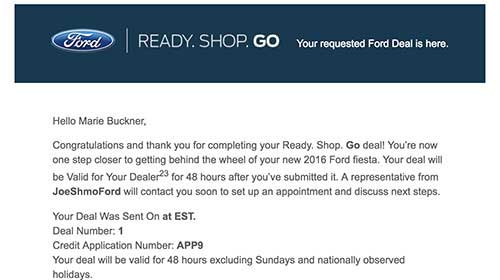 Ford READY. SHOP. GO Your requested Ford Deal is here.
Hello Marie Buckner,
Congratulations and thank you for completing your Ready. Shop. Go deal! You're now
one step closer to getting behind the wheel of your new 2016 Ford fiesta. Your deal will
be Valid for Your Dealer23 for 48 hours after you've submitted it. A representative from
JoeShmoFord will contact you soon to set up an appointment and discuss next steps.
Your Deal Was Sent On at EST.
Deal Number: 1
Credit Application Number: APP9
Your deal will be valid for 48 hours excluding Sundays and nationally observed
holidays.